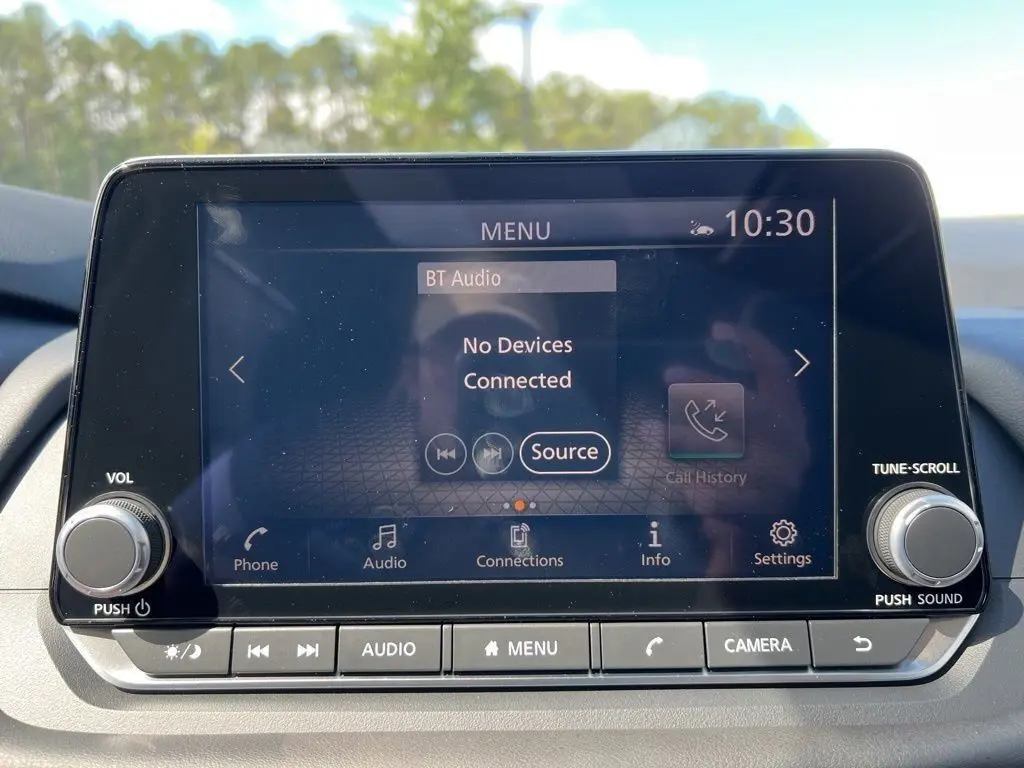 MENU
10:30
BT Audio
No Devices
Connected
Source
Call History
VOL
TUNE·SCROLL
Phone
Audio
Connections
Info
Settings
PUSH
PUSH SOUND
AUDIO
MENU
CAMERA